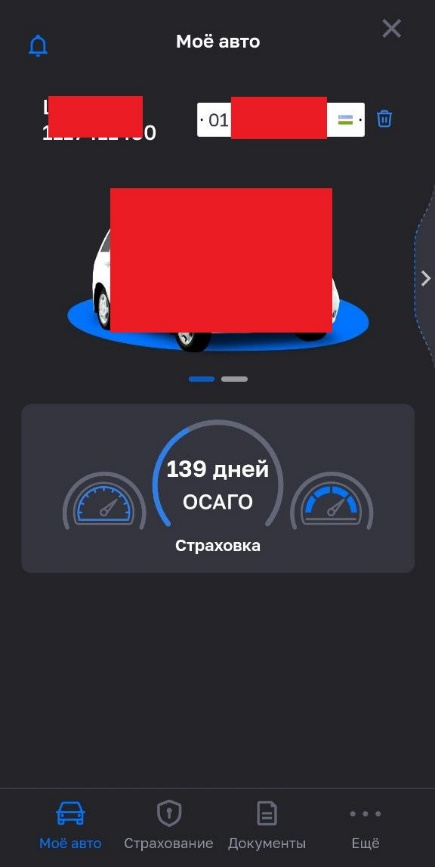 Моё авто
01
139 дней
ОСАГО
Страховка
Моё авто
Страхование
Документы
Ещё